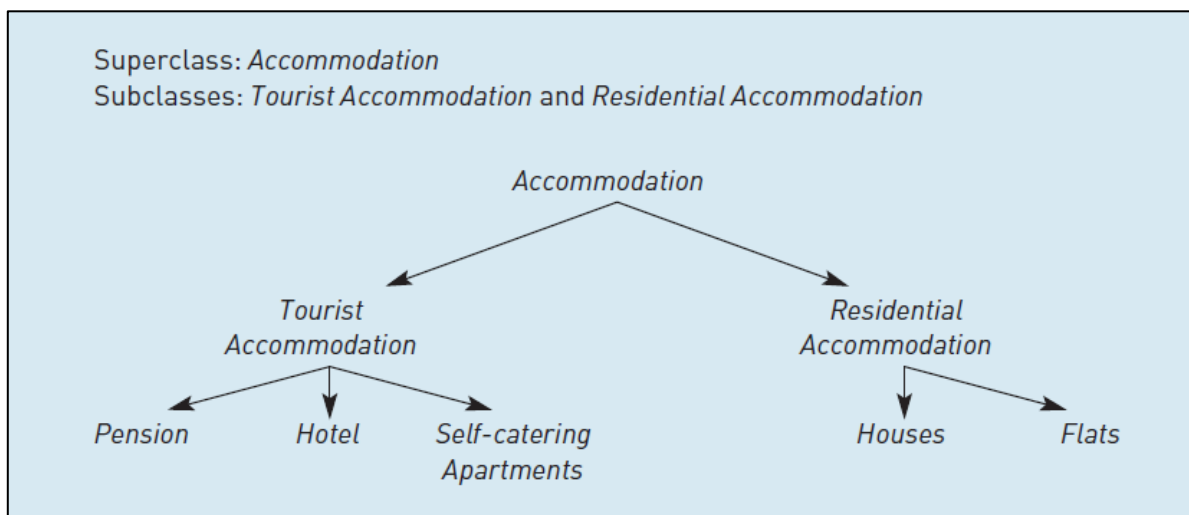 Superclass: Accommodation
Subclasses: Tourist Accommodation and Residential Accommodation
Accommodation
Tourist
Accommodation
Residential
Accommodation
Pension
Hotel
Self-catering
Apartments
Houses
Flats